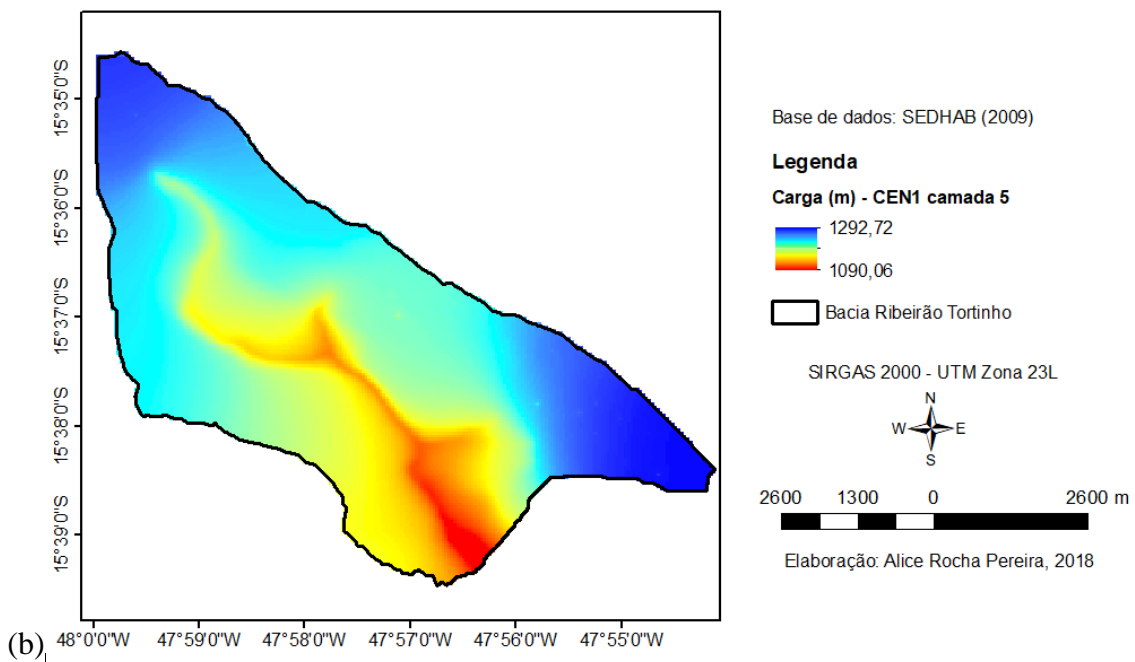 15°35'0"S
15°36'0"S
15°37'0"S
15°38'0"S
15°39'0"S
48°0'0"W 47°59'0"W 47°58'0"W 47°57'0"W 47°56'0"W 47°55'0"W
(b)
Base de dados: SEDHAB (2009)
Legenda
Carga (m) - CEN1 camada 5
1292,72
1090,06
Bacia Ribeirão Tortinho
SIRGAS 2000 - UTM Zona 23L
N
W E
S
2600 1300 0 2600 m
Elaboração: Alice Rocha Pereira, 2018